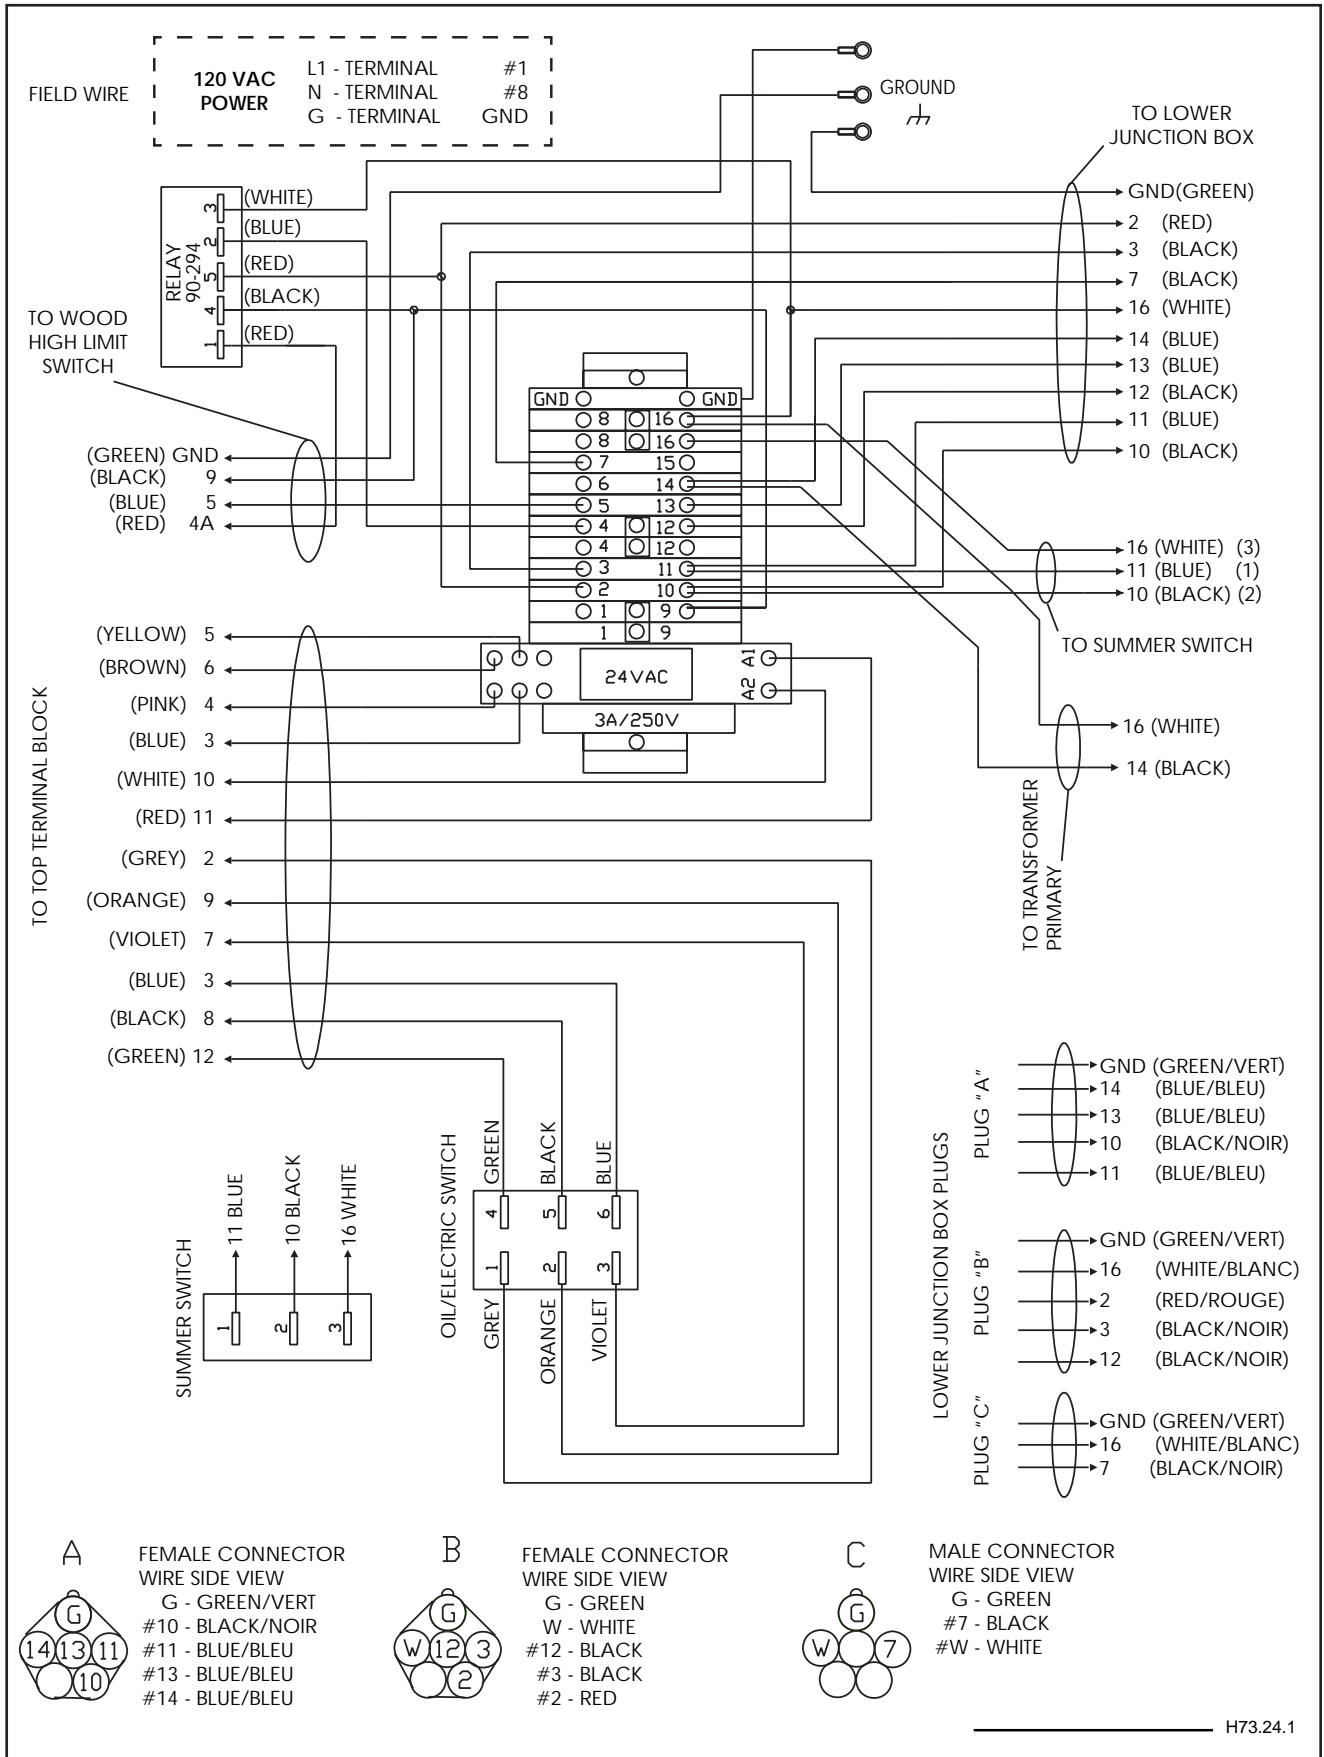 FIELD WIRE
120 VAC
POWER
L1 - TERMINAL #1
N - TERMINAL #8
G - TERMINAL GND
GROUND
TO LOWER
JUNCTION BOX
GND(GREEN)
2 (RED)
3 (BLACK)
7 (BLACK)
16 (WHITE)
14 (BLUE)
13 (BLUE)
12 (BLACK)
11 (BLUE)
10 (BLACK)
RELAY
90-294
3 (WHITE)
2 (BLUE)
5 (RED)
4 (BLACK)
1 (RED)
TO WOOD
HIGH LIMIT
SWITCH
(GREEN) GND
(BLACK) 9
(BLUE) 5
(RED) 4A
GND GND
8 16
8 16
7 15
6 14
5 13
4 12
4 12
3 11
2 10
1 9
1 9
24VAC
A1
A2
3A/250V
16 (WHITE) (3)
11 (BLUE) (1)
10 (BLACK) (2)
TO SUMMER SWITCH
16 (WHITE)
14 (BLACK)
TO TRANSFORMER
PRIMARY
TO TOP TERMINAL BLOCK
(YELLOW) 5
(BROWN) 6
(PINK) 4
(BLUE) 3
(WHITE) 10
(RED) 11
(GREY) 2
(ORANGE) 9
(VIOLET) 7
(BLUE) 3
(BLACK) 8
(GREEN) 12
SUMMER SWITCH
11 BLUE
10 BLACK
16 WHITE
1 2 3
OIL/ELECTRIC SWITCH
GREEN
BLACK
BLUE
4 5 6
1 2 3
GREY
ORANGE
VIOLET
LOWER JUNCTION BOX PLUGS
PLUG "A"
GND (GREEN/VERT)
14 (BLUE/BLEU)
13 (BLUE/BLEU)
10 (BLACK/NOIR)
11 (BLUE/BLEU)
PLUG "B"
GND (GREEN/VERT)
16 (WHITE/BLANC)
2 (RED/ROUGE)
3 (BLACK/NOIR)
12 (BLACK/NOIR)
PLUG "C"
GND (GREEN/VERT)
16 (WHITE/BLANC)
7 (BLACK/NOIR)
A
G
14 13 11
10
FEMALE CONNECTOR
WIRE SIDE VIEW
G - GREEN/VERT
#10 - BLACK/NOIR
#11 - BLUE/BLEU
#13 - BLUE/BLEU
#14 - BLUE/BLEU
B
G
W 12 3
2
FEMALE CONNECTOR
WIRE SIDE VIEW
G - GREEN
W - WHITE
#12 - BLACK
#3 - BLACK
#2 - RED
C
G
W 7
MALE CONNECTOR
WIRE SIDE VIEW
G - GREEN
#7 - BLACK
#W - WHITE
H73.24.1